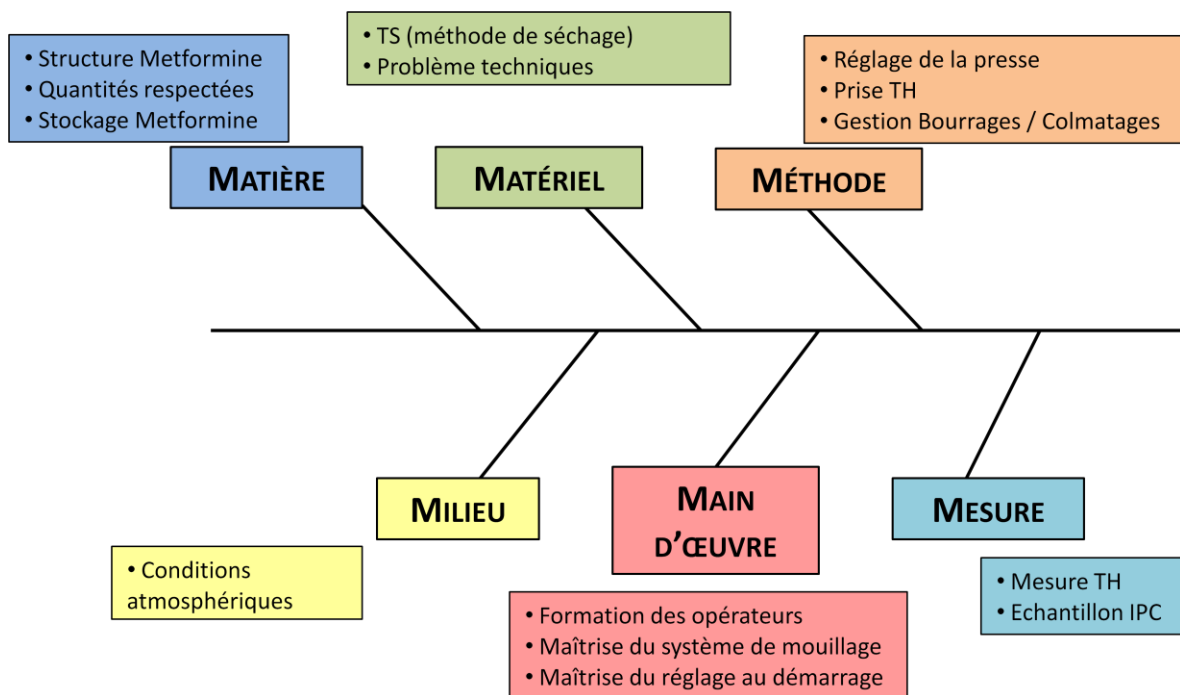 • Structure Metformine
• Quantités respectées
• Stockage Metformine
• TS (méthode de séchage)
• Problème techniques
• Réglage de la presse
• Prise TH
• Gestion Bourrages / Colmatages
MATIÈRE
MATÉRIEL
MÉTHODE
MILIEU
MAIN
D'ŒUVRE
MESURE
• Conditions
atmosphériques
• Formation des opérateurs
• Maîtrise du système de mouillage
• Maîtrise du réglage au démarrage
• Mesure TH
• Echantillon IPC